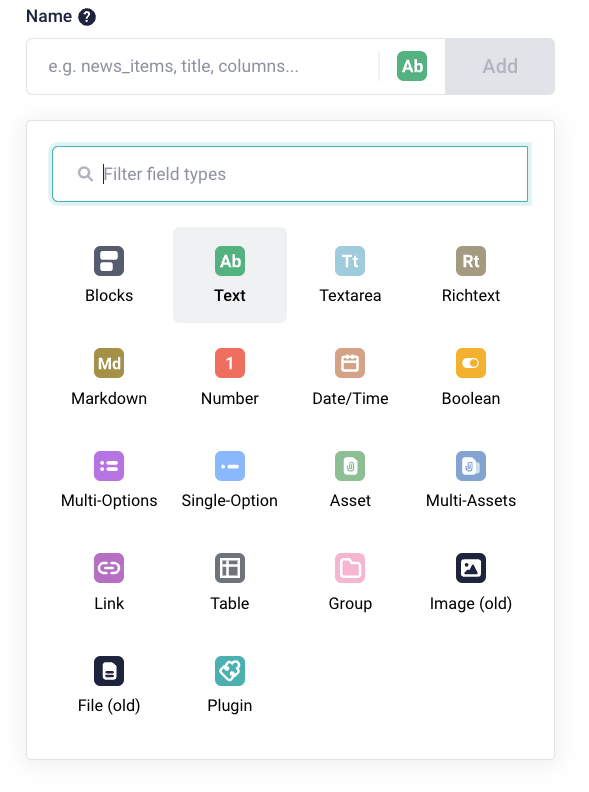 Name ?
e.g. news_items, title, columns... Ab Add
Filter field types
Ab Tt Rt
Blocks Text Textarea Richtext
Md 1
Markdown Number Date/Time Boolean
Multi-Options Single-Option Asset Multi-Assets
Link Table Group Image (old)
File (old) Plugin